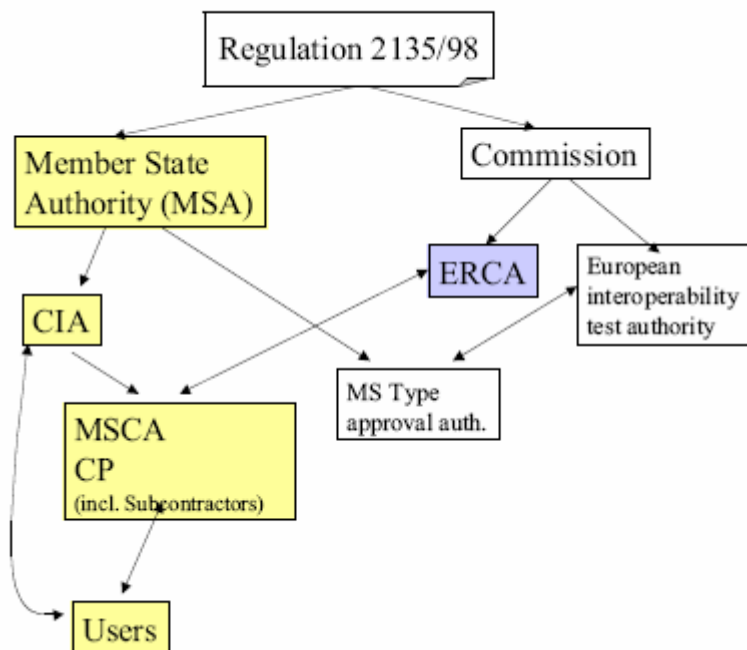 Regulation 2135/98
Member State
Authority (MSA)
Commission
ERCA
European
interoperability
test authority
CIA
MS Type
approval auth.
MSCA
CP
(incl. Subcontractors)
Users